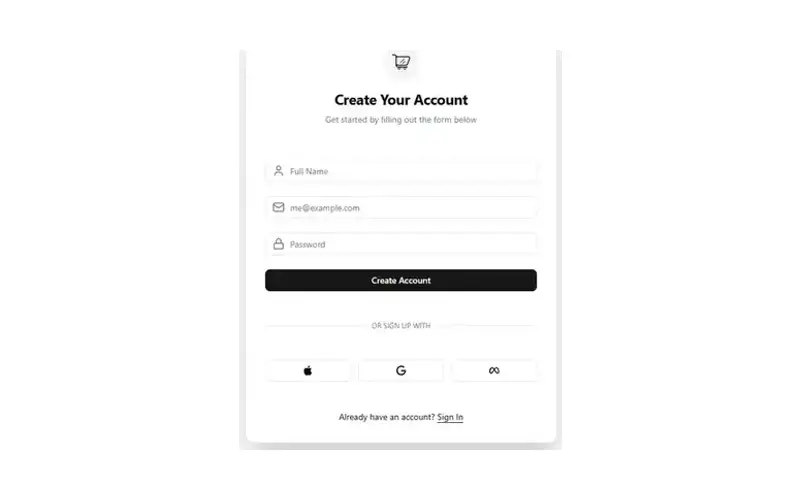 Create Your Account
Get started by filling out the form below
Full Name
me@example.com
Password
Create Account
OR SIGN UP WITH
Already have an account? Sign In